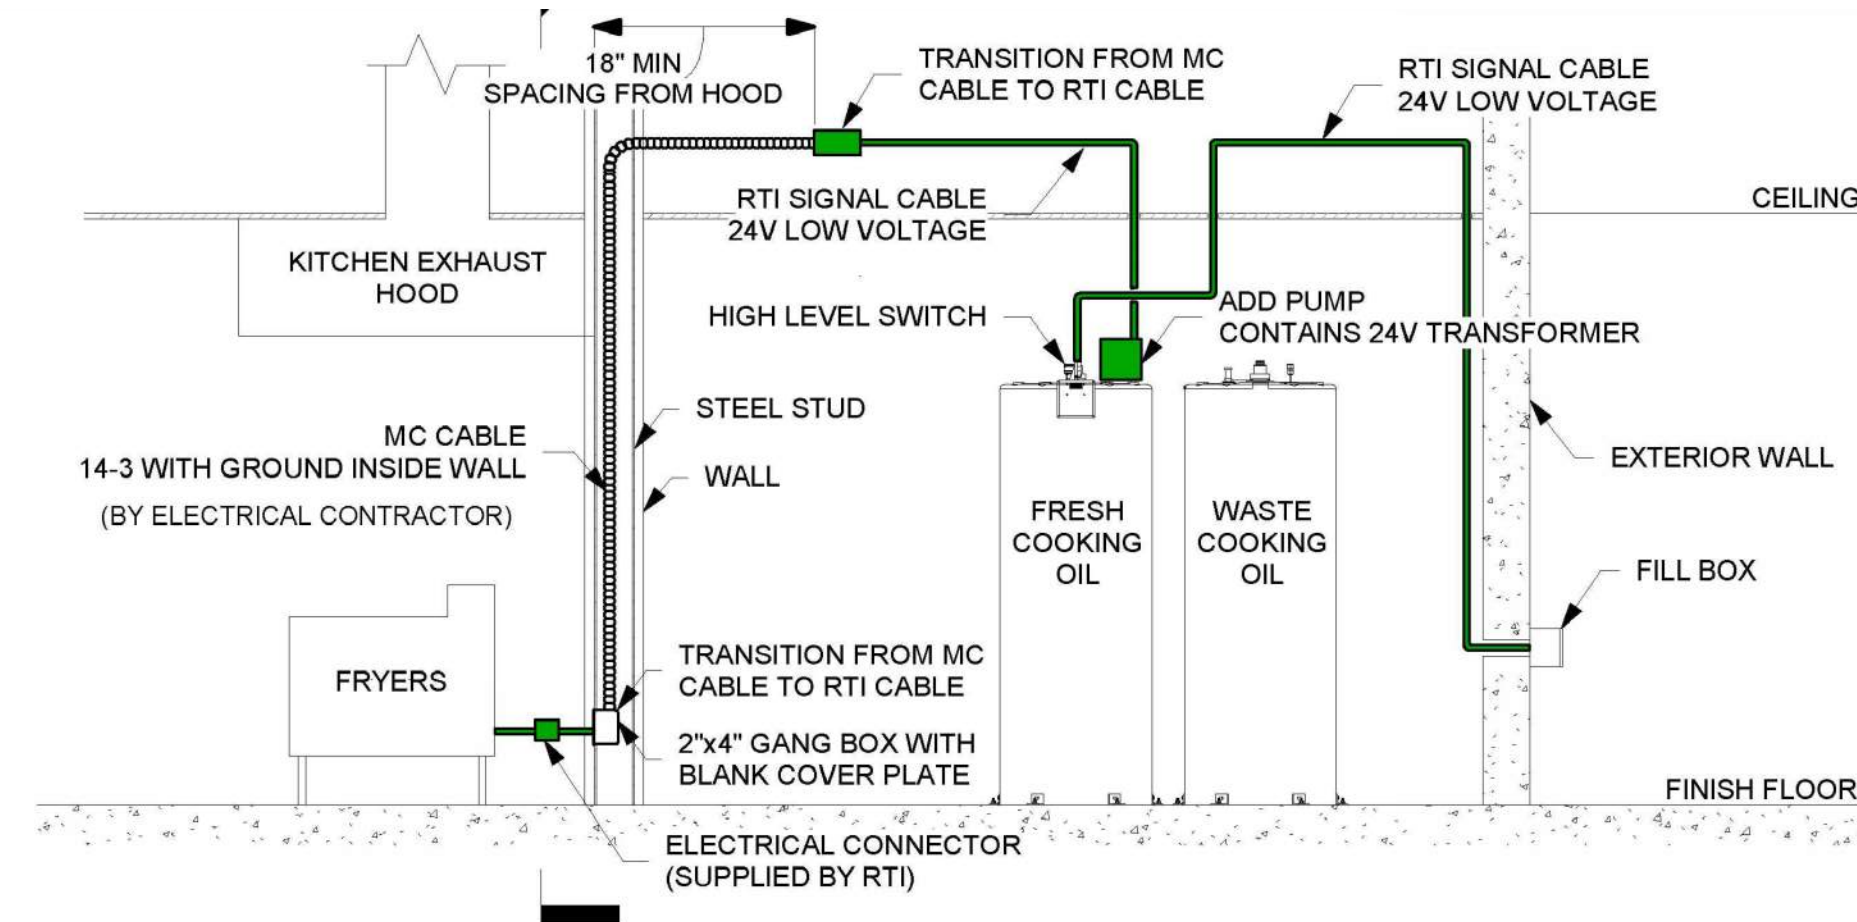 18" MIN
SPACING FROM HOOD
TRANSITION FROM MC
CABLE TO RTI CABLE
RTI SIGNAL CABLE
24V LOW VOLTAGE
RTI SIGNAL CABLE
24V LOW VOLTAGE
CEILING
KITCHEN EXHAUST
HOOD
HIGH LEVEL SWITCH
ADD PUMP
CONTAINS 24V TRANSFORMER
STEEL STUD
MC CABLE
14-3 WITH GROUND INSIDE WALL
(BY ELECTRICAL CONTRACTOR)
WALL
EXTERIOR WALL
FRESH
COOKING
OIL
WASTE
COOKING
OIL
FILL BOX
FRYERS
TRANSITION FROM MC
CABLE TO RTI CABLE
2"x4" GANG BOX WITH
BLANK COVER PLATE
FINISH FLOOR
ELECTRICAL CONNECTOR
(SUPPLIED BY RTI)